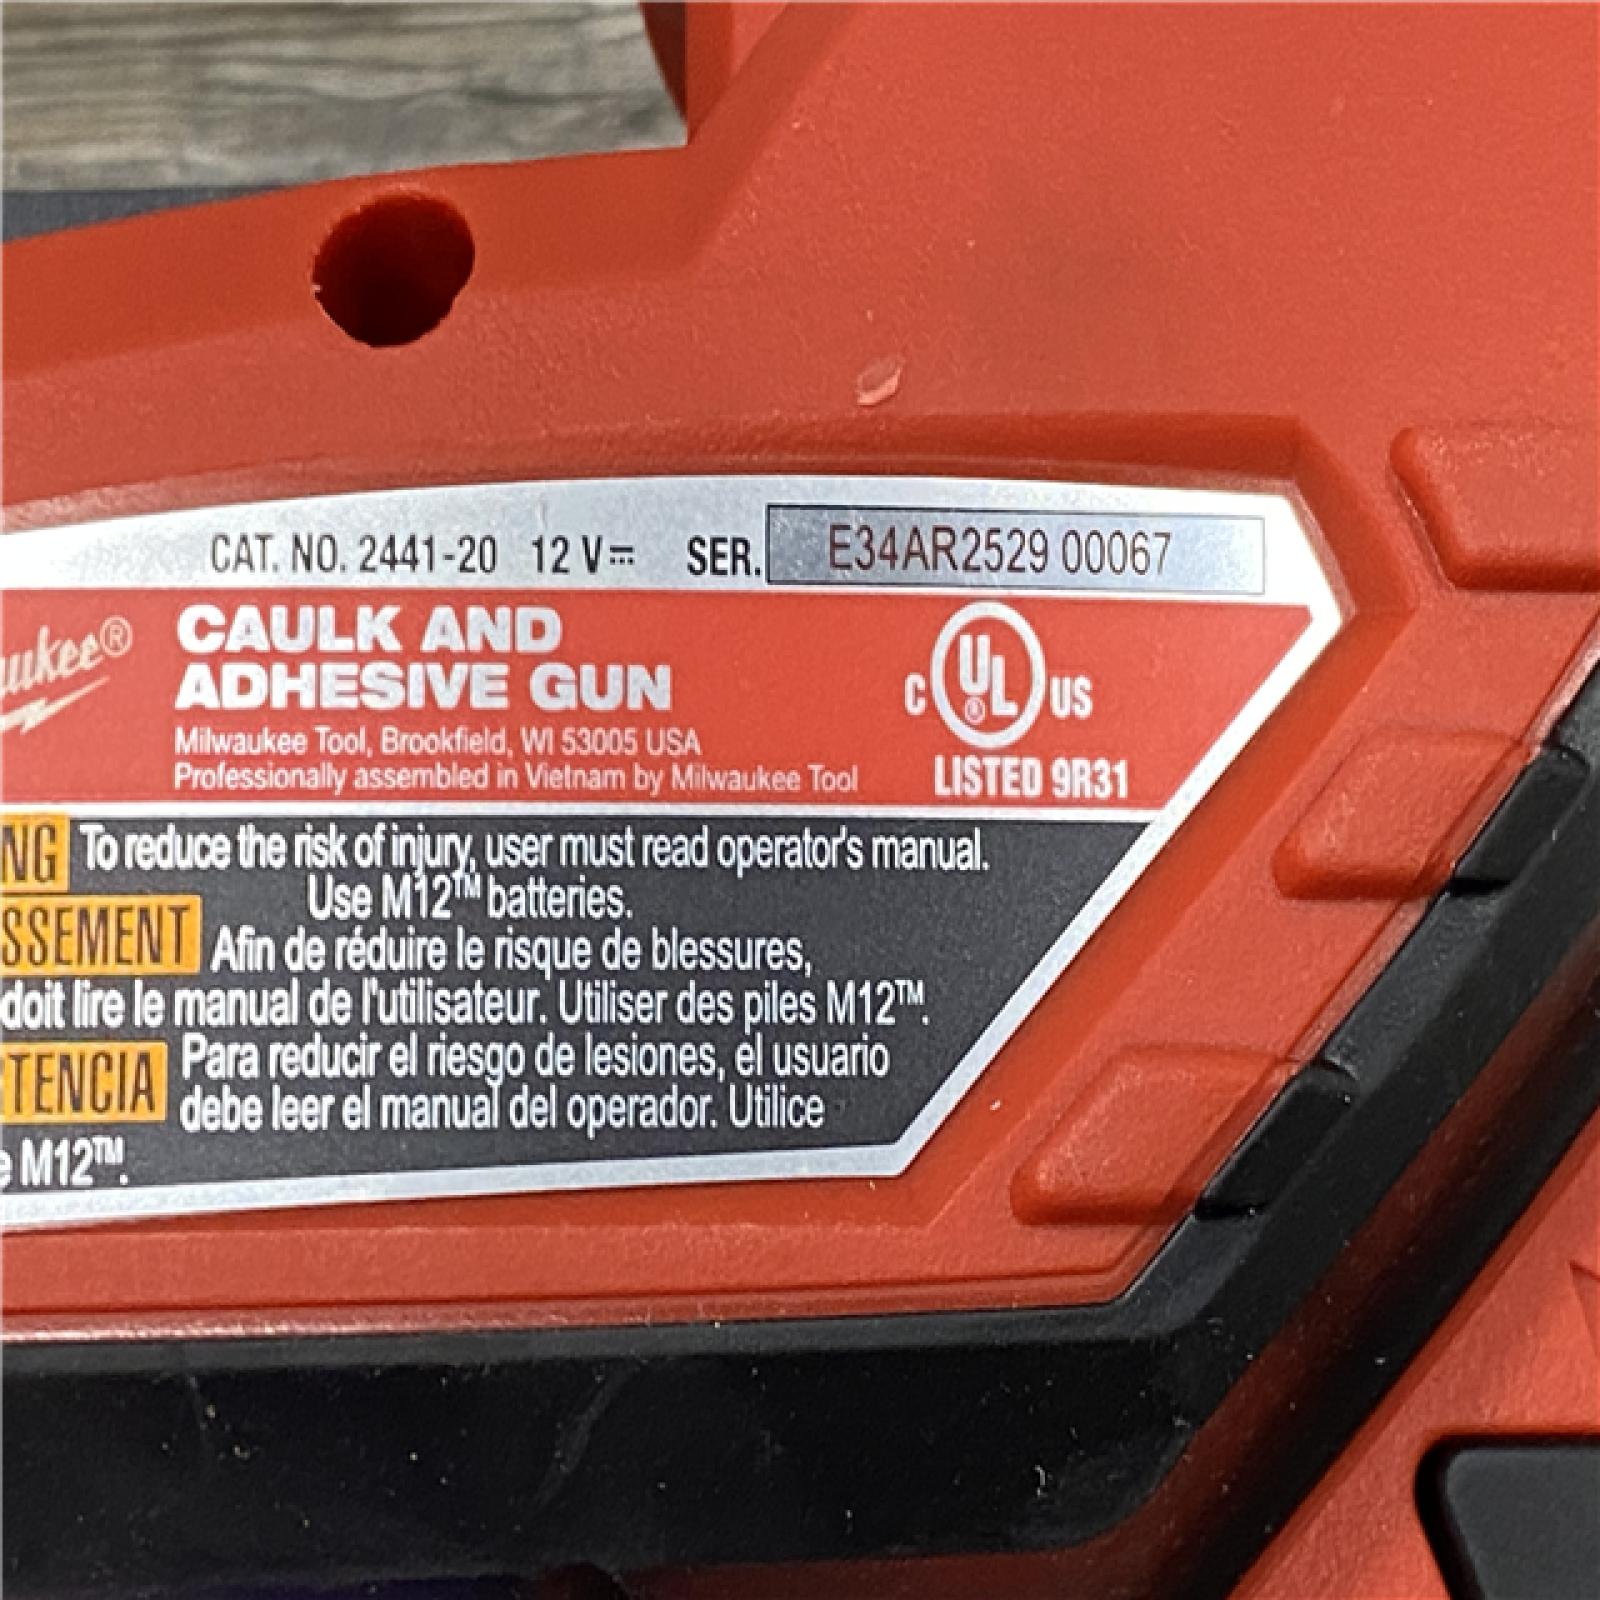 CAT. NO. 2441-20 12 V⎓ SER. E34AR2529 00067
CAULK AND
ADHESIVE GUN
Milwaukee Tool, Brookfield, WI 53005 USA
Professionally assembled in Vietnam by Milwaukee Tool
C UL® US
LISTED 9R31
To reduce the risk of injury, user must read operator's manual.
Use M12™ batteries.
Afin de réduire le risque de blessures,
doit lire le manual de l'utilisateur. Utiliser des piles M12™.
Para reducir el riesgo de lesiones, el usuario
debe leer el manual del operador. Utilice
M12™.